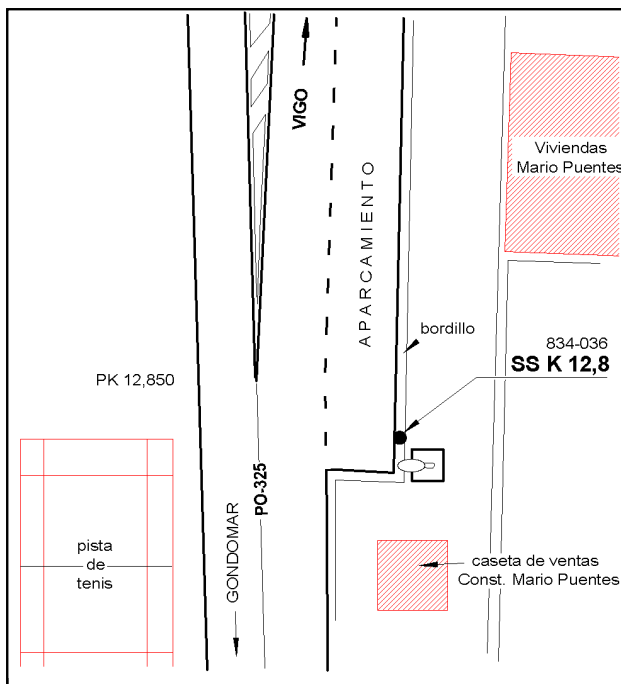 VIGO
Viviendas
Mario Puentes
APARCAMIENTO
bordillo
834-036
SS K 12,8
PK 12,850
PO-325
GONDOMAR
pista
de
tenis
caseta de ventas
Const. Mario Puentes